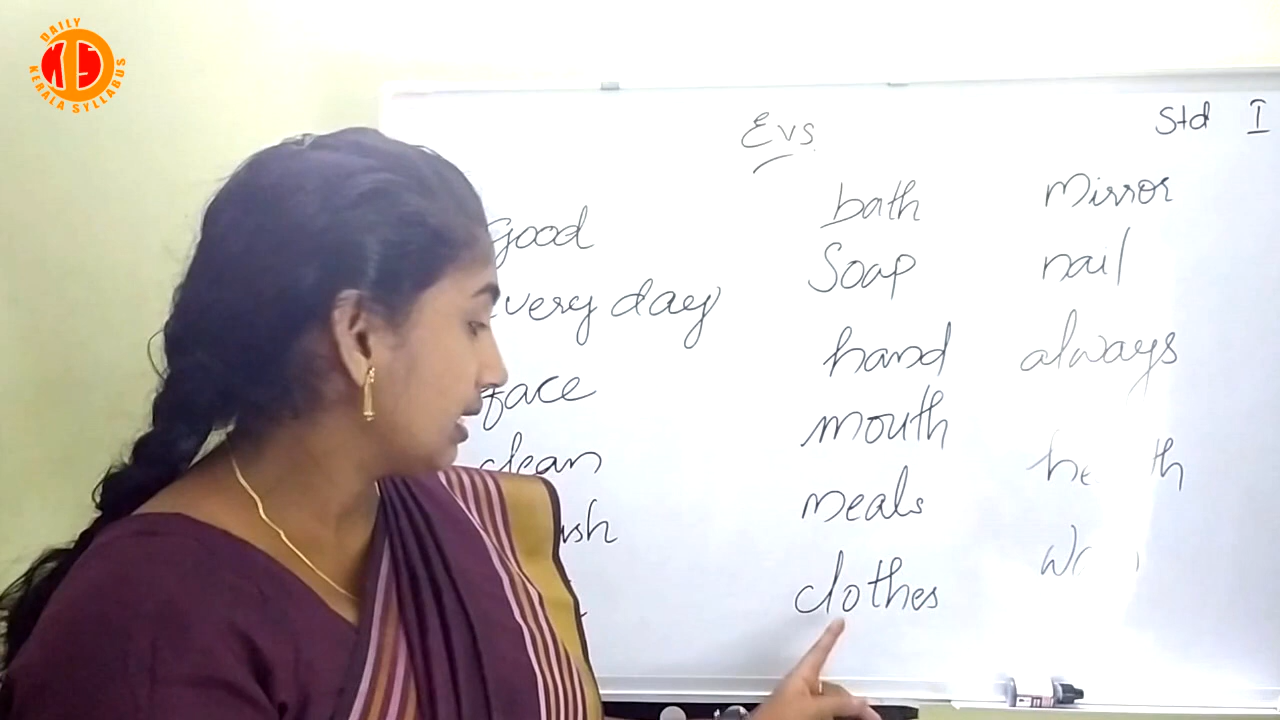 DAILY
KTS
KERALA SYLLABUS
Evs.
Std I
Good
every day
face
clean
bath
Soap
hand
mouth
meals
clothes
Mirror
nail
always